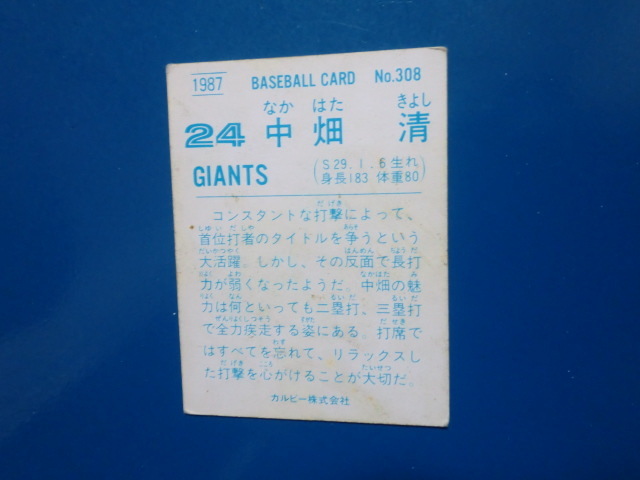 1987 BASEBALL CARD No.308
なか はた きよし
24 中畑 清
GIANTS (S29.1.6生れ
身長183 体重80)
コンスタントな打撃によって、
首位打者のタイトルを争うという
大活躍。しかし、その反面で長打
力が弱くなったようだ。中畑の魅
力は何といっても二塁打、三塁打
で全力疾走する姿にある。打席で
はすべてを忘れて、リラックスし
た打撃を心がけることが大切だ。
カルビー株式会社